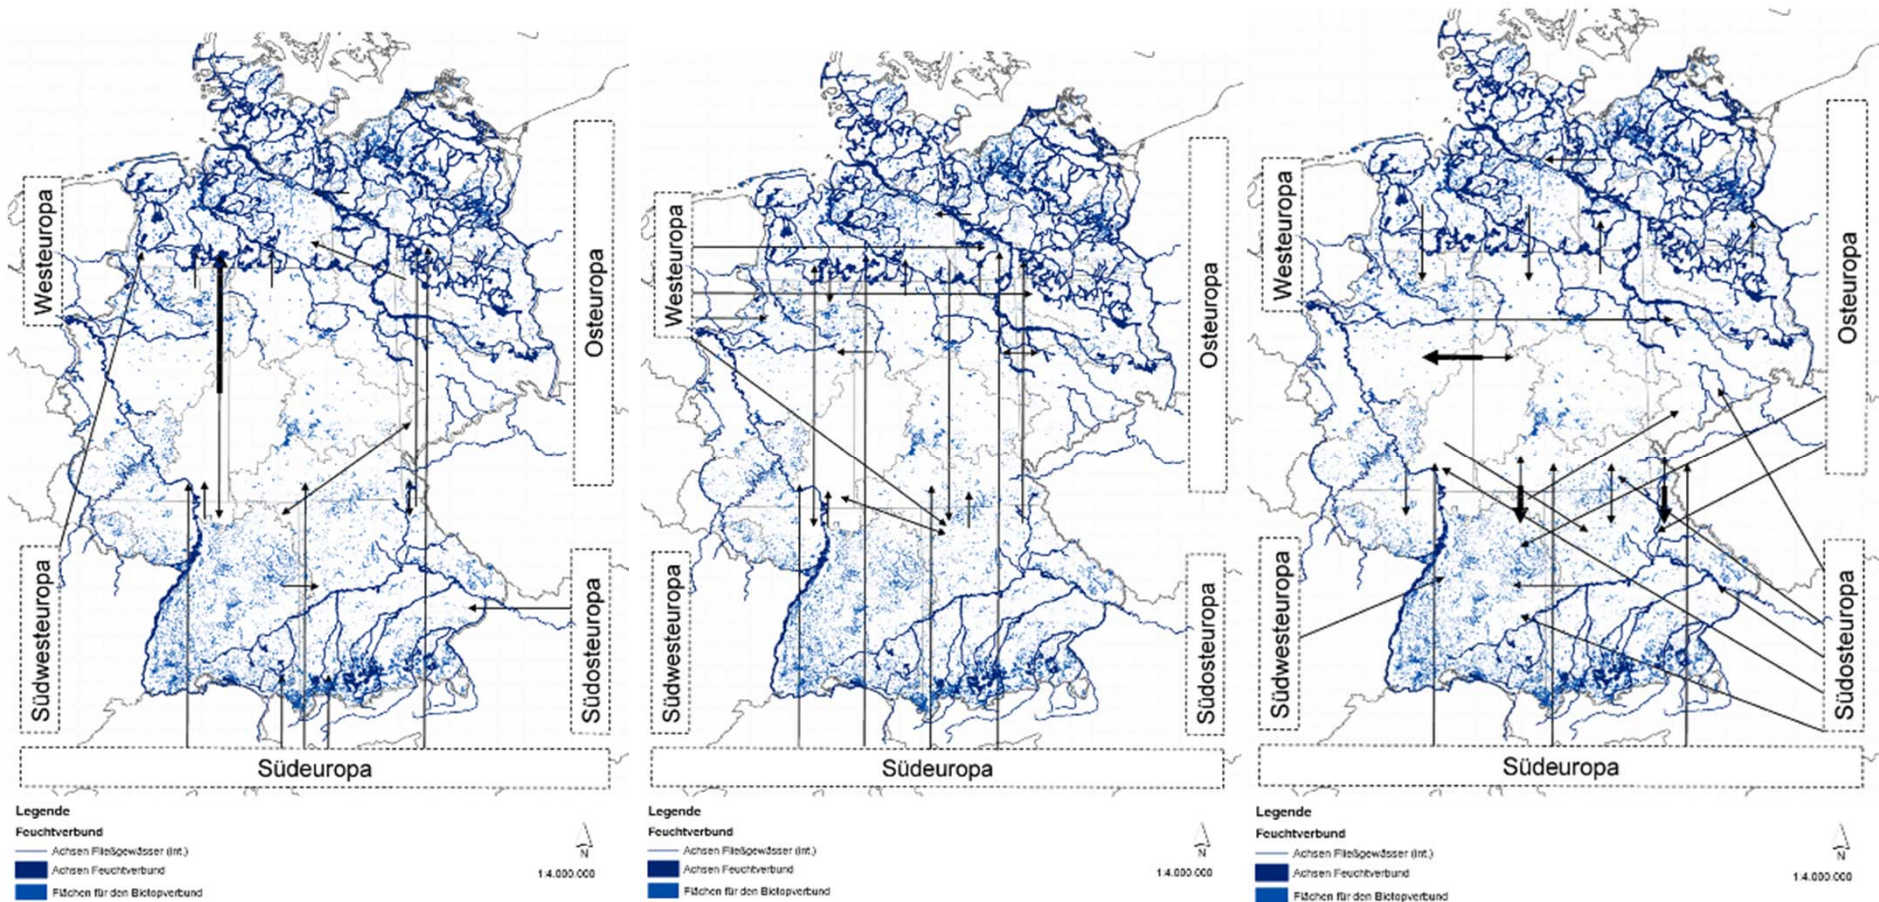 Westeuropa
Osteuropa
Südwesteuropa
Südosteuropa
Südeuropa
Legende
Feuchtverbund
Achsen Fließgewässer (int.)
Achsen Feuchtverbund
Flächen für den Biotopverbund
N
1:4.000.000
Westeuropa
Osteuropa
Südwesteuropa
Südosteuropa
Südeuropa
Legende
Feuchtverbund
Achsen Fließgewässer (int.)
Achsen Feuchtverbund
Flächen für den Biotopverbund
N
1:4.000.000
Westeuropa
Osteuropa
Südwesteuropa
Südosteuropa
Südeuropa
Legende
Feuchtverbund
Achsen Fließgewässer (int.)
Achsen Feuchtverbund
Flächen für den Biotopverbund
N
1:4.000.000